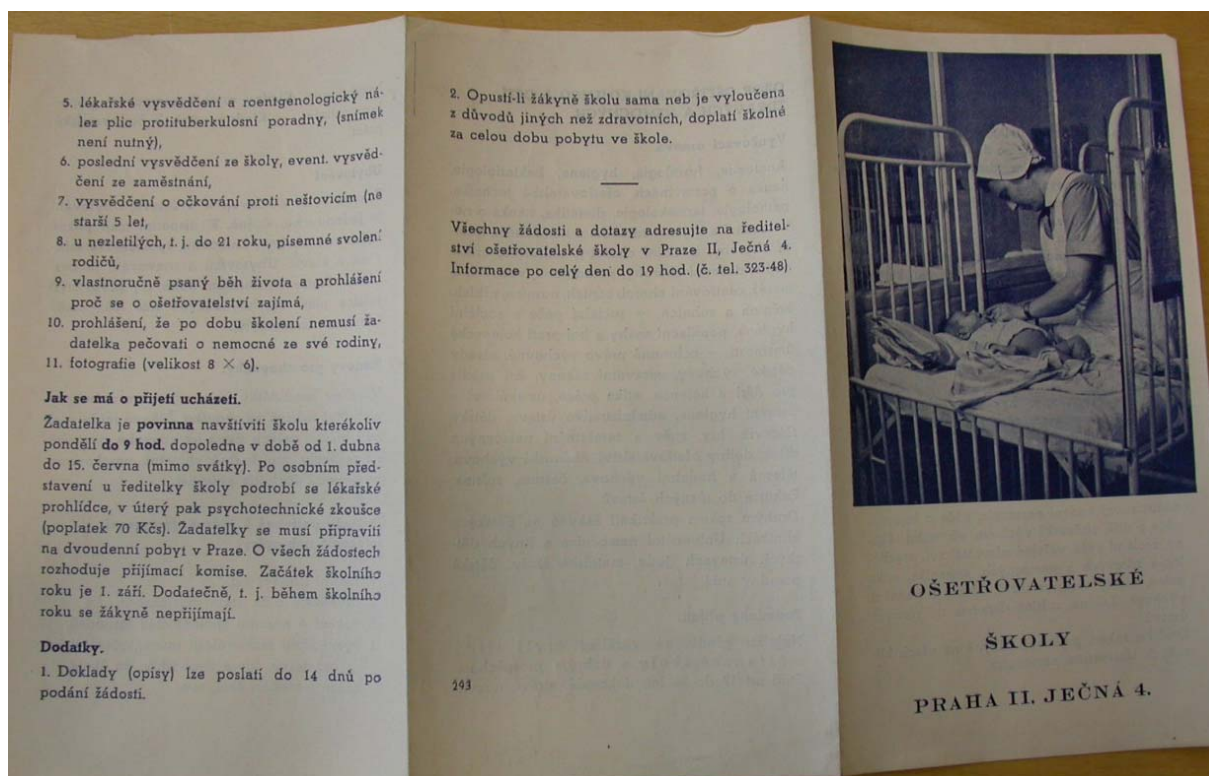 5. lékařské vysvědčení a roentgenologický ná-
lez plic protituberkulosní poradny, (snímek
není nutný),
6. poslední vysvědčení ze školy, event. vysvěd-
čení ze zaměstnání,
7. vysvědčení o očkování proti neštovicím (ne
starší 5 let,
8. u nezletilých, t. j. do 21 roku, písemné svolení
rodičů,
9. vlastnoručně psaný běh života a prohlášení
proč se o ošetřovatelství zajímá,
10. prohlášení, že po dobu školení nemusí ža-
datelka pečovati o nemocné ze své rodiny,
11. fotografie (velikost 8 × 6).
Jak se má o přijetí ucházeti.
Žadatelka je povinna navštíviti školu kterékoliv
pondělí do 9 hod. dopoledne v době od 1. dubna
do 15. června (mimo svátky). Po osobním před-
stavení u ředitelky školy podrobí se lékařské
prohlídce, v úterý pak psychotechnické zkoušce
(poplatek 70 Kčs). Žadatelky se musí připraviti
na dvoudenní pobyt v Praze. O všech žádostech
rozhoduje přijímací komise. Začátek školního
roku je 1. září. Dodatečně, t. j. během školního
roku se žákyně nepřijímají.
Dodatky.
1. Doklady (opisy) lze poslati do 14 dnů po
podání žádosti.
2. Opustí-li žákyně školu sama neb je vyloučena
z důvodů jiných než zdravotních, doplatí školné
za celou dobu pobytu ve škole.
Všechny žádosti a dotazy adresujte na ředitel-
ství ošetřovatelské školy v Praze II, Ječná 4.
Informace po celý den do 19 hod. (č. tel. 323-48)
293
OŠETŘOVATELSKÉ
ŠKOLY
PRAHA II. JEČNÁ 4.